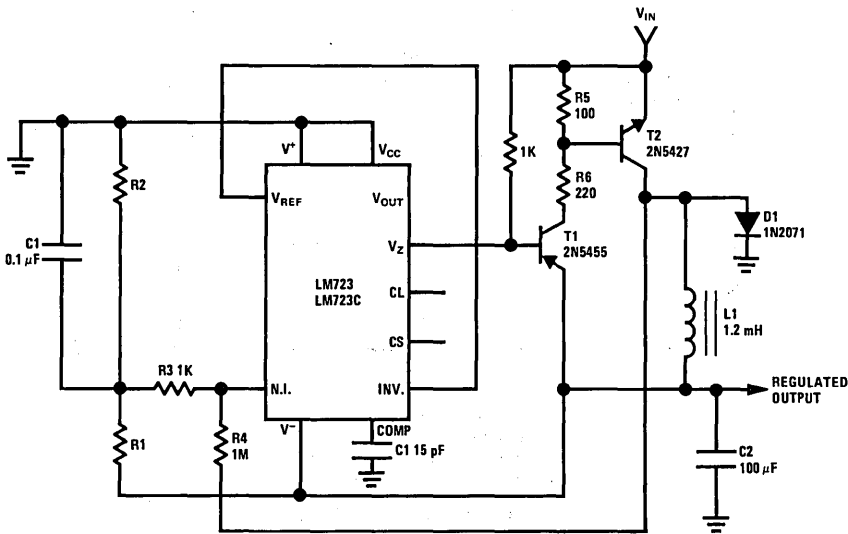 VIN
R5
100
T2
2N5427
1K
R6
220
V+
VCC
R2
VREF
VOUT
D1
1N2071
T1
2N5455
C1
0.1 μF
VZ
LM723
LM723C
CL
L1
1.2 mH
CS
R3 1K
N.I.
INV.
REGULATED
OUTPUT
R1
R4
1M
V−
COMP
C1 15 pF
C2
100 μF